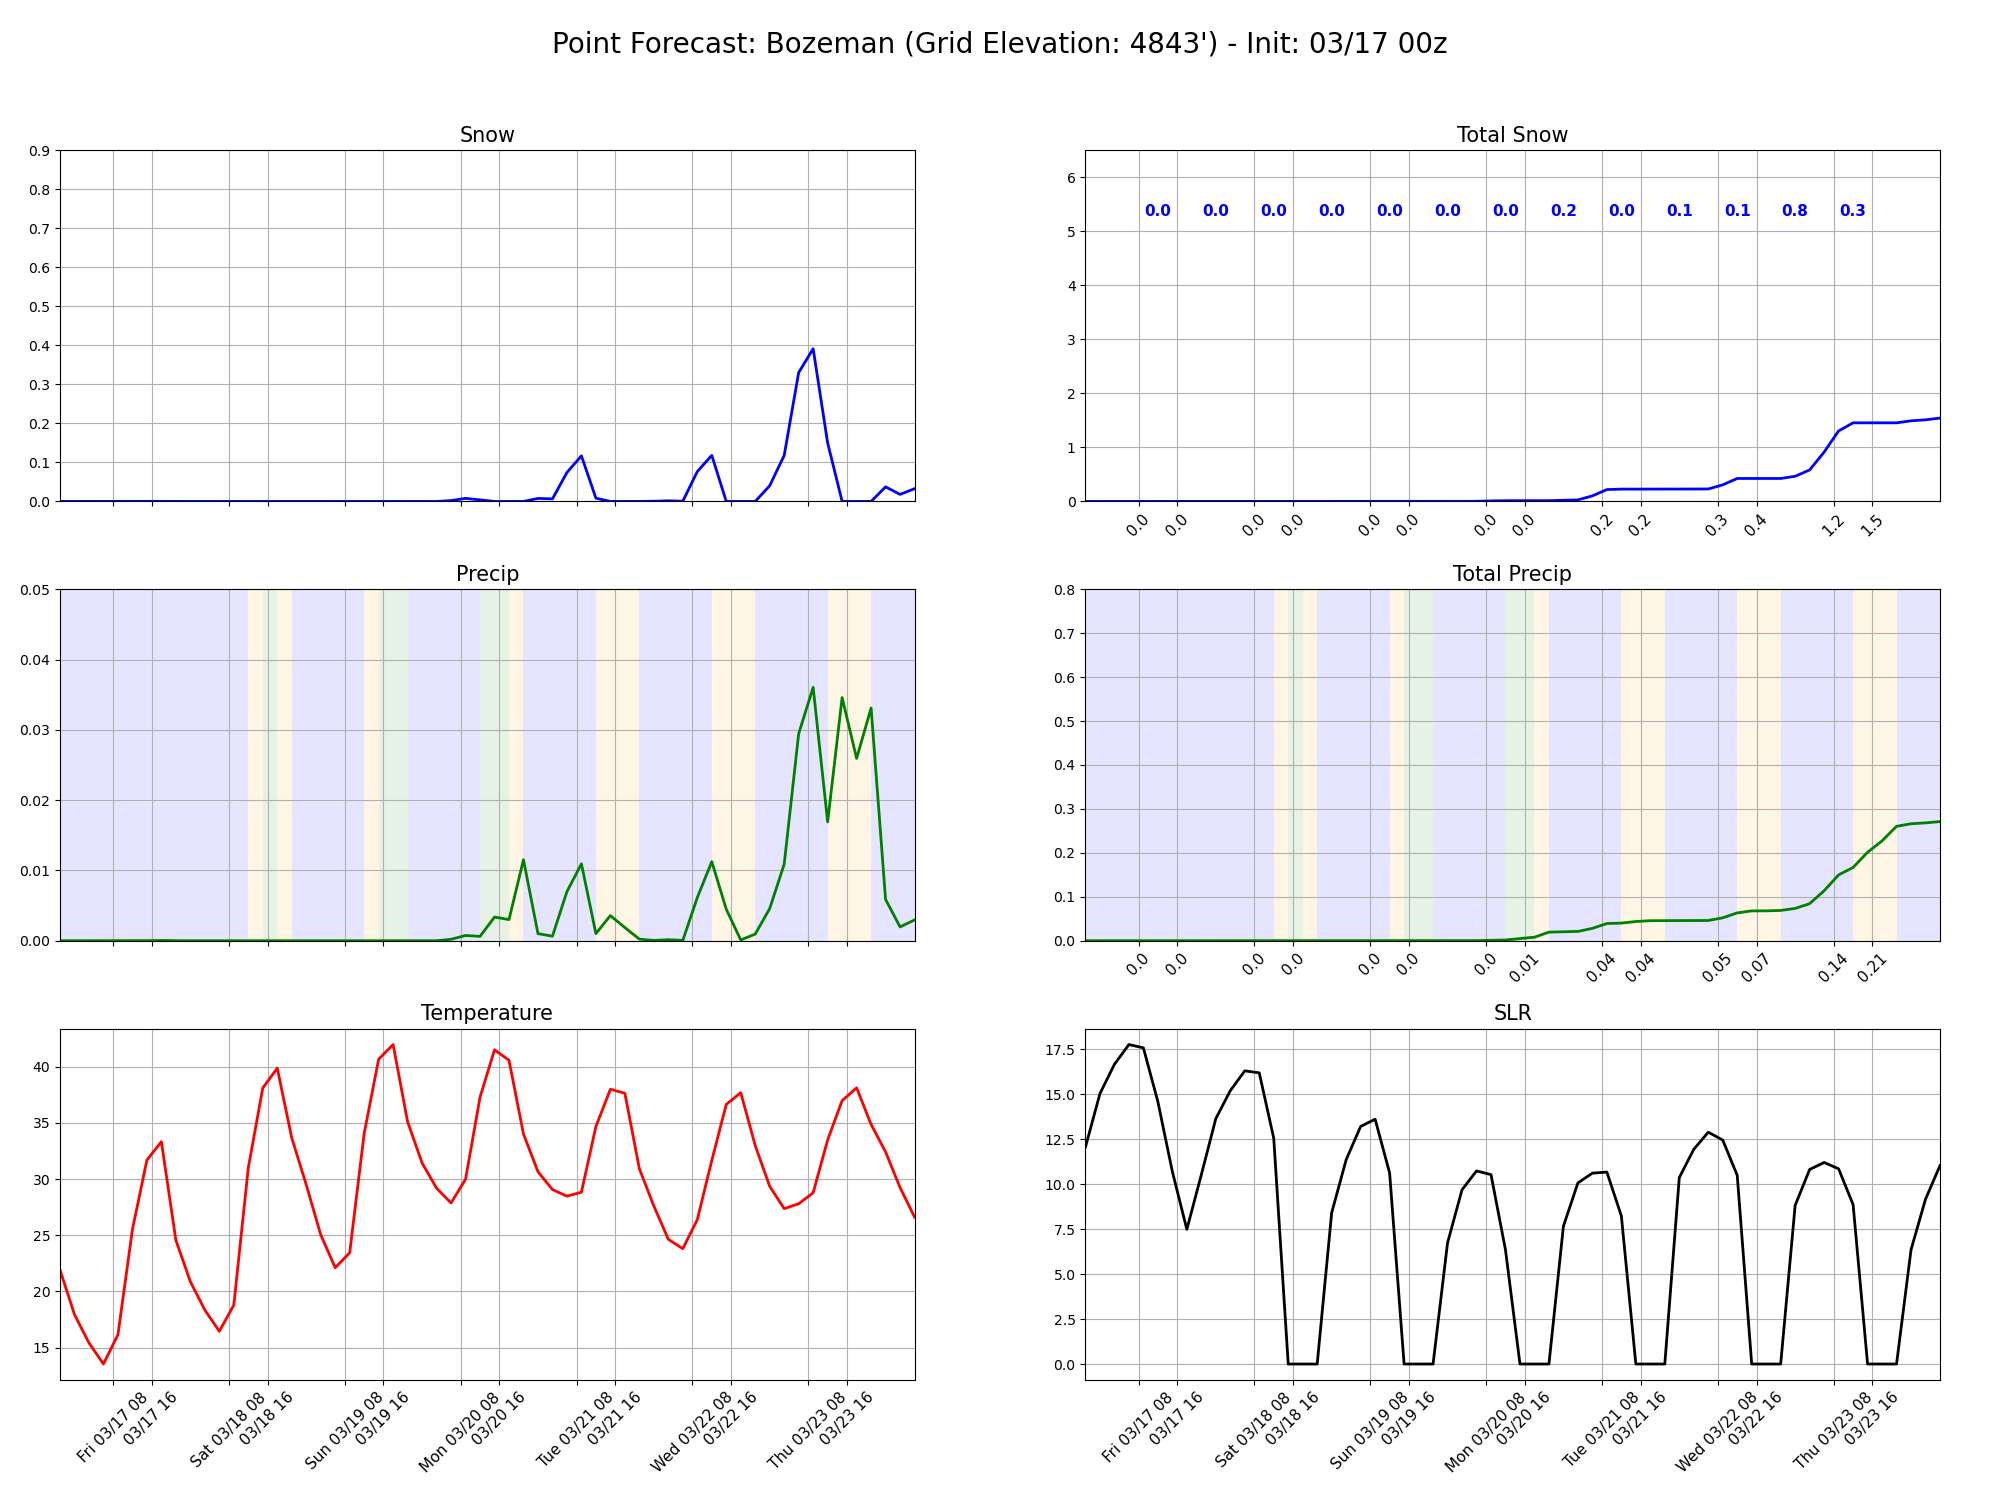 Point Forecast: Bozeman (Grid Elevation: 4843') - Init: 03/17 00z
Snow
0.9
0.8
0.7
0.6
0.5
0.4
0.3
0.2
0.1
0.0
Total Snow
6
5
4
3
2
1
0
0.0 0.0 0.0 0.0 0.0 0.0 0.0 0.2 0.0 0.1 0.1 0.8 0.3
0.0 0.0 0.0 0.0 0.0 0.0 0.0 0.0 0.2 0.2 0.3 0.4 1.2 1.5
Precip
0.05
0.04
0.03
0.02
0.01
0.00
Total Precip
0.8
0.7
0.6
0.5
0.4
0.3
0.2
0.1
0.0
0.0 0.0 0.0 0.0 0.0 0.0 0.0 0.01 0.04 0.04 0.05 0.07 0.14 0.21
Temperature
40
35
30
25
20
15
Fri 03/17 08
03/17 16
Sat 03/18 08
03/18 16
Sun 03/19 08
03/19 16
Mon 03/20 08
03/20 16
Tue 03/21 08
03/21 16
Wed 03/22 08
03/22 16
Thu 03/23 08
03/23 16
SLR
17.5
15.0
12.5
10.0
7.5
5.0
2.5
0.0
Fri 03/17 08
03/17 16
Sat 03/18 08
03/18 16
Sun 03/19 08
03/19 16
Mon 03/20 08
03/20 16
Tue 03/21 08
03/21 16
Wed 03/22 08
03/22 16
Thu 03/23 08
03/23 16